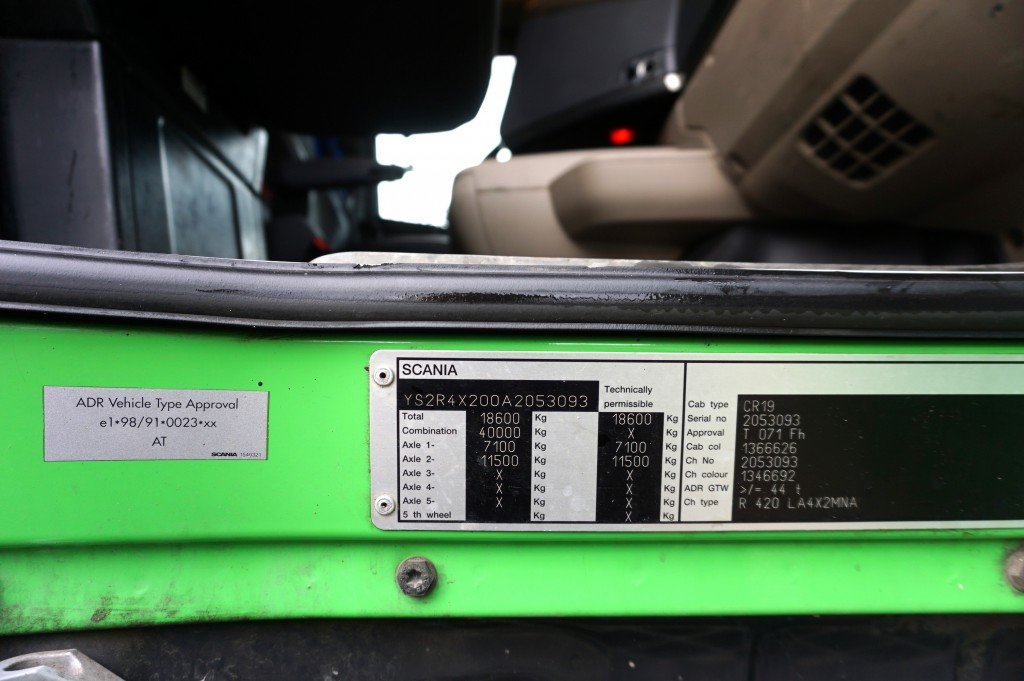 ADR Vehicle Type Approval
e1•98/91•0023•xx
AT
SCANIA 1549321
SCANIA
YS2R4X200A2053093
Technically
permissible
Total 18600 Kg 18600 Kg
Combination 40000 Kg X Kg
Axle 1- 7100 Kg 7100 Kg
Axle 2- 11500 Kg 11500 Kg
Axle 3- X Kg X Kg
Axle 4- X Kg X Kg
Axle 5- X Kg X Kg
5 th wheel Kg X Kg
Cab type CR19
Serial no 2053093
Approval T 071 Fh
Cab col 1366626
Ch No 2053093
Ch colour 1346692
ADR GTW >/= 44 t
Ch type R 420 LA4X2MNA